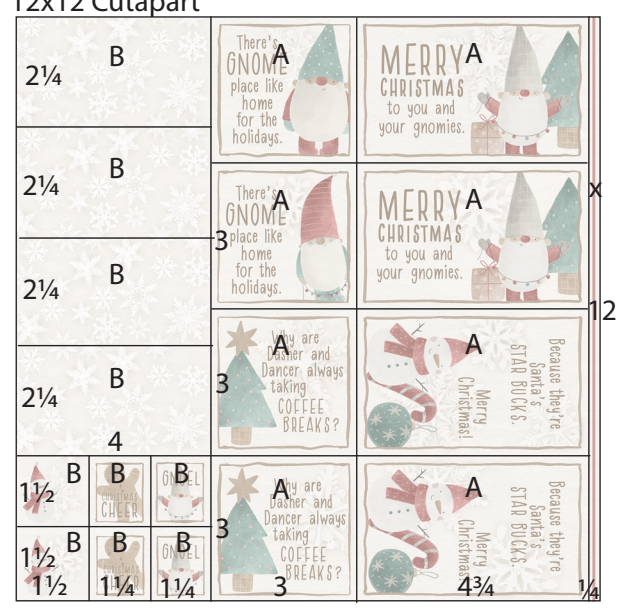 12x12 Cutapart
B
2¼
B
2¼
B
2¼
B
2¼
4
There's
GNOME
place like
home
for the
holidays.
A
MERRY
CHRISTMAS
to you and
your gnomies.
A
There's
GNOME
place like
home
for the
holidays.
A
3
MERRY
CHRISTMAS
to you and
your gnomies.
A
x
12
Why are
Dasher and
Dancer always
taking
COFFEE
BREAKS?
A
3
Merry
Christmas!
Because they're
Santa's
STAR BUCKS.
A
B
1½
B
CHRISTMAS
CHEER
B
GNOEL
Why are
Dasher and
Dancer always
taking
COFFEE
BREAKS?
A
3
3
Merry
Christmas!
Because they're
Santa's
STAR BUCKS.
A
4¾
¼
B
1½
1½
B
1¼
B
GNOEL
1¼